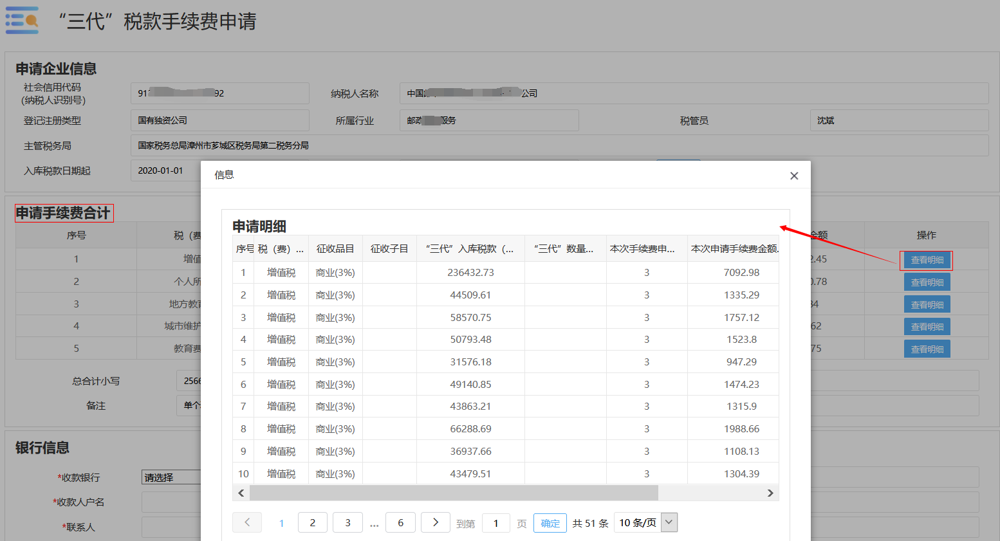 “三代”税款手续费申请
申请企业信息
社会信用代码
(纳税人识别号)
91 92
纳税人名称
中国 公司
登记注册类型
国有独资公司
所属行业
邮政 服务
税管员
沈斌
主管税务局
国家税务总局漳州市芗城区税务局第二税务分局
入库税款日期起
2020-01-01
申请手续费合计
序号 税（费 金额 操作
1 增值 2.45 查看明细
2 个人所 0.78 查看明细
3 地方教育 34 查看明细
4 城市维护 62 查看明细
5 教育费 75 查看明细
总合计小写 2566
备注 单个
银行信息
*收款银行 请选择
*收款人户名
*联系人
信息
申请明细
序号 税（费）... 征收品目 征收子目 “三代”入库税款（... “三代”数量... 本次手续费申... 本次申请手续费金额.
1 增值税 商业(3%) 236432.73 3 7092.98
2 增值税 商业(3%) 44509.61 3 1335.29
3 增值税 商业(3%) 58570.75 3 1757.12
4 增值税 商业(3%) 50793.48 3 1523.8
5 增值税 商业(3%) 31576.18 3 947.29
6 增值税 商业(3%) 49140.85 3 1474.23
7 增值税 商业(3%) 43863.21 3 1315.9
8 增值税 商业(3%) 66288.69 3 1988.66
9 增值税 商业(3%) 36937.66 3 1108.13
10 增值税 商业(3%) 43479.51 3 1304.39
1 2 3 ... 6 到第 1 页 确定 共 51 条 10 条/页